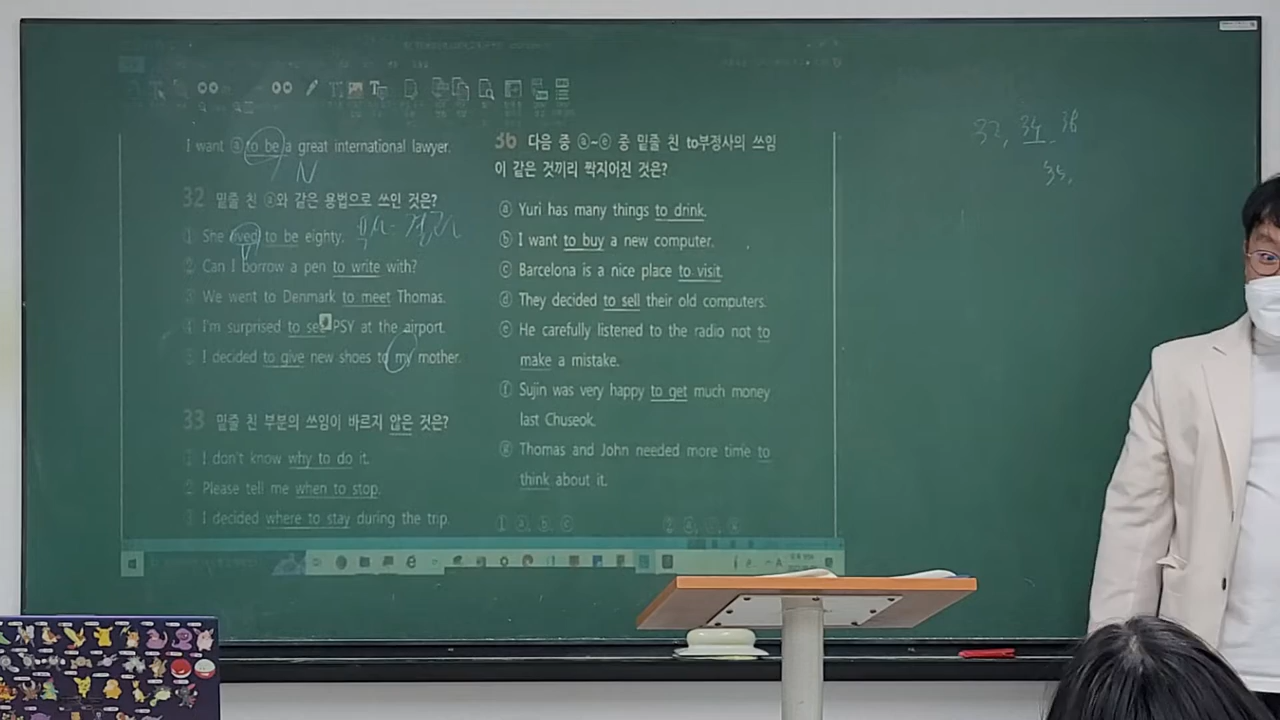 I want ⓐ to be a great international lawyer.
N
32 밑줄 친 ⓐ와 같은 용법으로 쓰인 것은?
① She lived to be eighty.
V
② Can I borrow a pen to write with?
③ We went to Denmark to meet Thomas.
④ I'm surprised to see PSY at the airport.
⑤ I decided to give new shoes to my mother.
33 밑줄 친 부분의 쓰임이 바르지 않은 것은?
① I don't know why to do it.
② Please tell me when to stop.
③ I decided where to stay during the trip.
36 다음 중 ⓐ~ⓔ 중 밑줄 친 to부정사의 쓰임
이 같은 것끼리 짝지어진 것은?
ⓐ Yuri has many things to drink.
ⓑ I want to buy a new computer.
ⓒ Barcelona is a nice place to visit.
ⓓ They decided to sell their old computers.
ⓔ He carefully listened to the radio not to
make a mistake.
ⓕ Sujin was very happy to get much money
last Chuseok.
ⓖ Thomas and John needed more time to
think about it.
① ⓐ, ⓑ, ⓒ
②